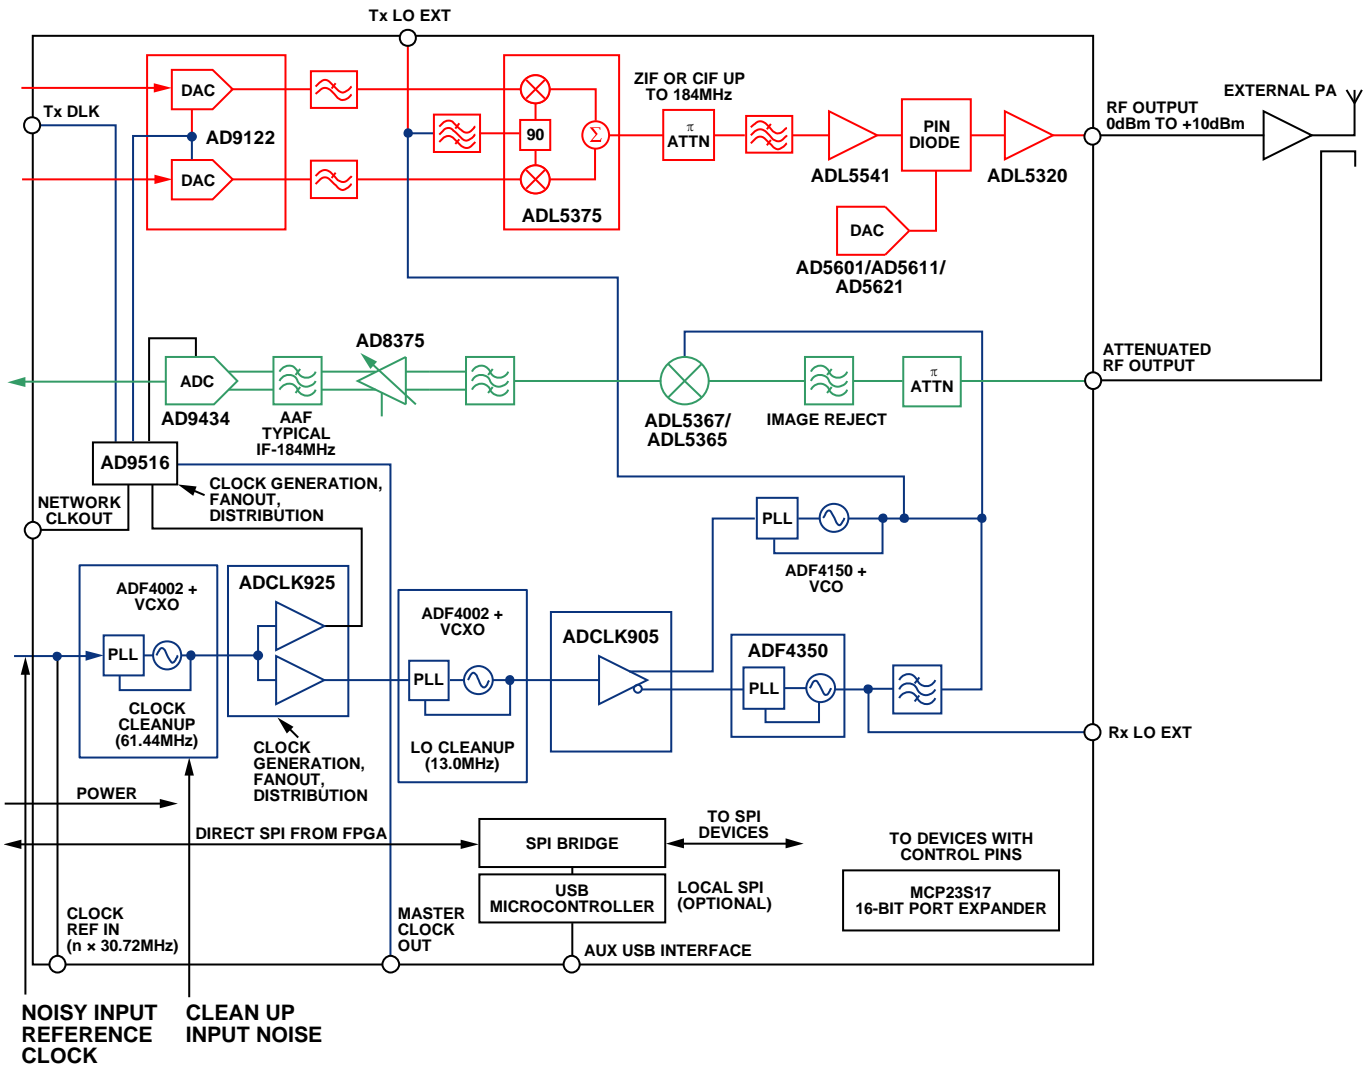 Tx LO EXT
Tx DLK
DAC
AD9122
DAC
90
Σ
ADL5375
ZIF OR CIF UP
TO 184MHz
π
ATTN
ADL5541
PIN
DIODE
ADL5320
DAC
AD5601/AD5611/
AD5621
RF OUTPUT
0dBm TO +10dBm
EXTERNAL PA
ATTENUATED
RF OUTPUT
AD8375
ADC
AD9434
AAF
TYPICAL
IF-184MHz
ADL5367/
ADL5365
IMAGE REJECT
π
ATTN
AD9516
CLOCK GENERATION,
FANOUT,
DISTRIBUTION
NETWORK
CLKOUT
ADF4002 +
VCXO
PLL
CLOCK
CLEANUP
(61.44MHz)
ADCLK925
CLOCK
GENERATION,
FANOUT,
DISTRIBUTION
ADF4002 +
VCXO
PLL
LO CLEANUP
(13.0MHz)
ADCLK905
PLL
ADF4150 +
VCO
ADF4350
PLL
Rx LO EXT
POWER
DIRECT SPI FROM FPGA
SPI BRIDGE
TO SPI
DEVICES
USB
MICROCONTROLLER
LOCAL SPI
(OPTIONAL)
TO DEVICES WITH
CONTROL PINS
MCP23S17
16-BIT PORT EXPANDER
CLOCK
REF IN
(n × 30.72MHz)
MASTER
CLOCK
OUT
AUX USB INTERFACE
NOISY INPUT
REFERENCE
CLOCK
CLEAN UP
INPUT NOISE